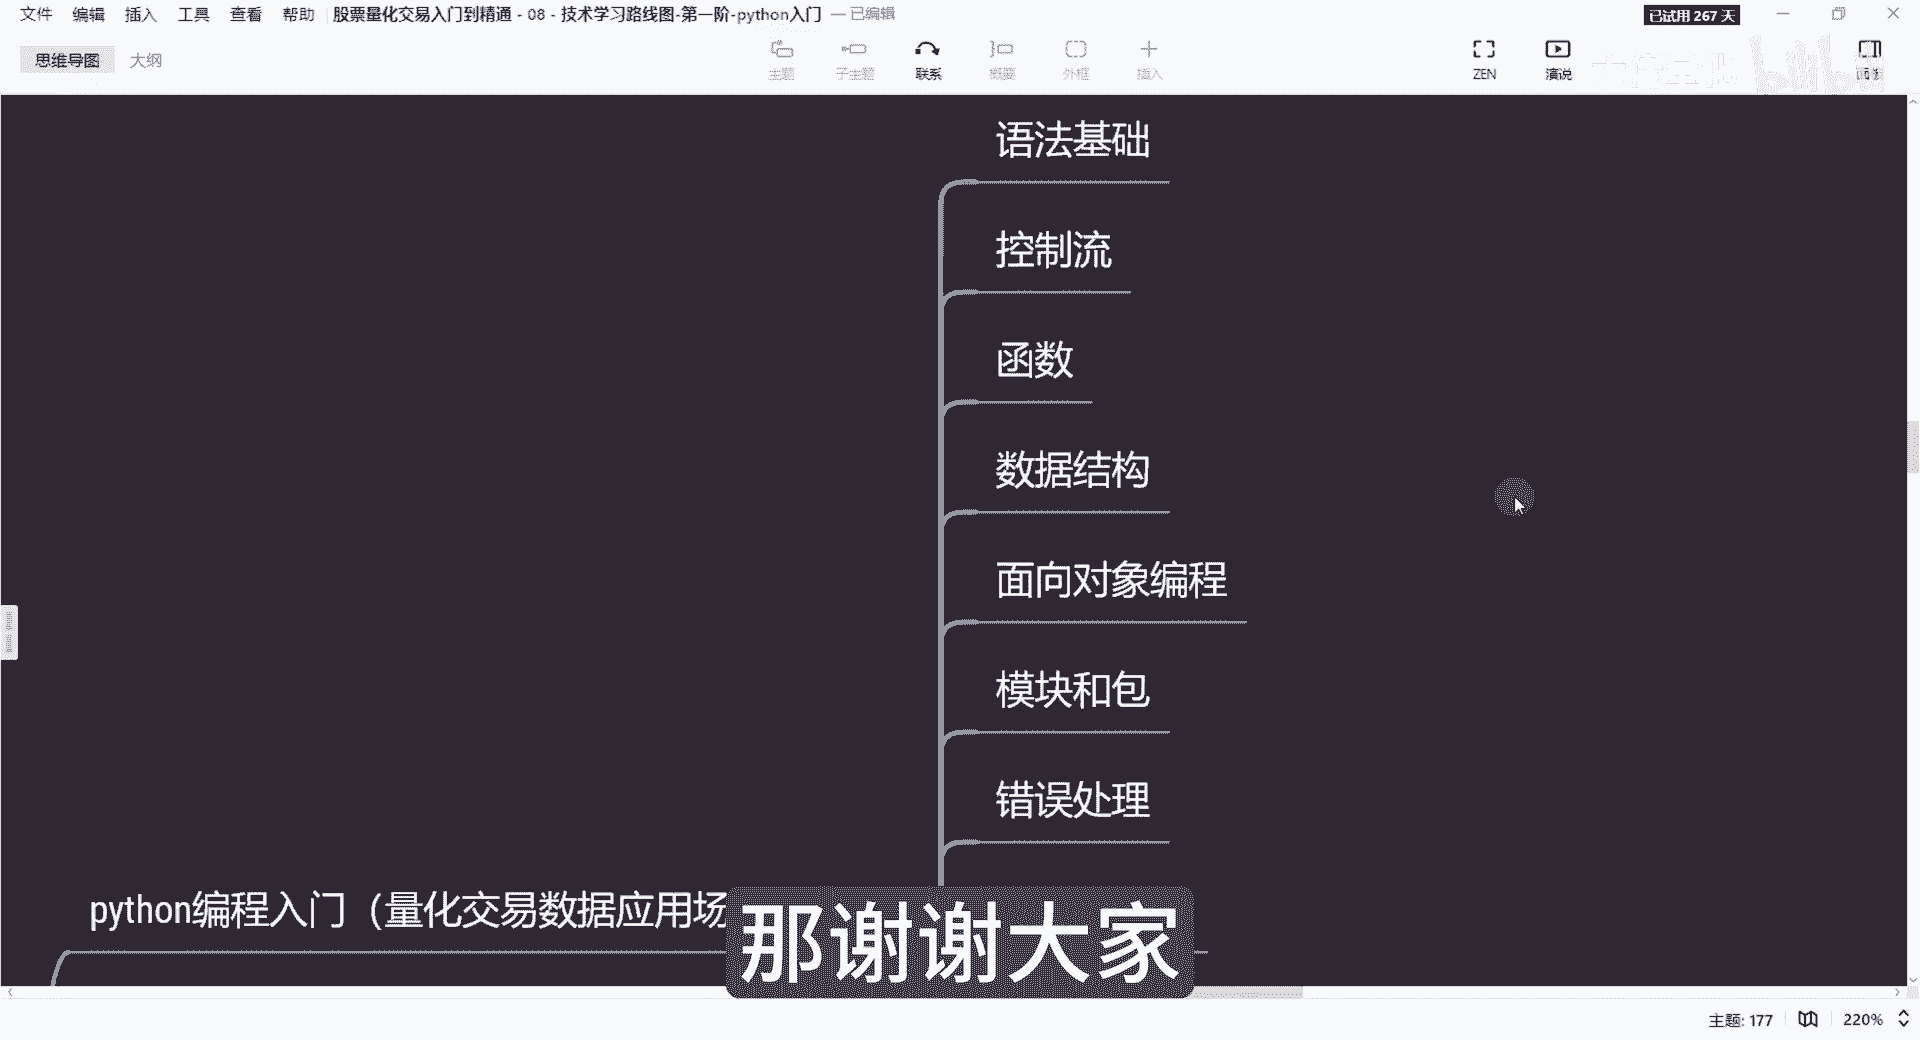 文件 编辑 插入 工具 查看 帮助 股票量化交易入门到精通 - 08 - 技术学习路线图-第一阶-python入门 — 已编辑 已试用 267 天
思维导图 大纲 主题 子主题 联系 概要 外框 插入 ZEN 演说 面板
语法基础
控制流
函数
数据结构
面向对象编程
模块和包
错误处理
python编程入门（量化交易数据应用场
那谢谢大家
主题: 177 220%